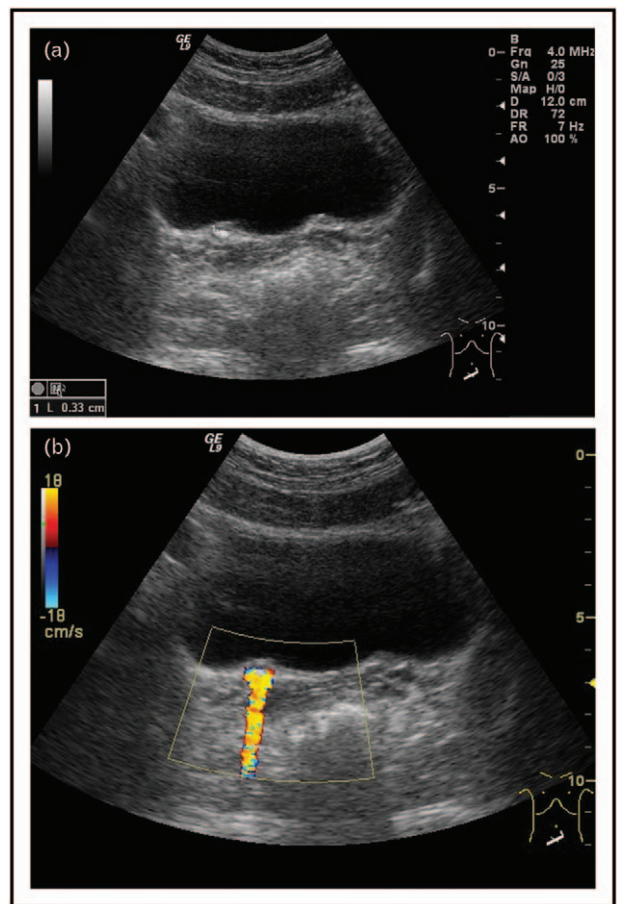 (a)
GE
L9
B
Frq 4.0 MHz
Gn 25
S/A 0/3
Map H/0
D 12.0 cm
DR 72
FR 7 Hz
AO 100 %
0
5
10
1 L 0.33 cm
(b)
GE
L9
18
-18
cm/s
0
5
10